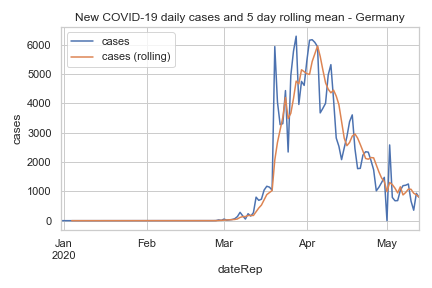 New COVID-19 daily cases and 5 day rolling mean - Germany
cases
cases (rolling)
6000
5000
4000
3000
2000
1000
0
cases
Jan
2020
Feb
Mar
Apr
May
dateRep